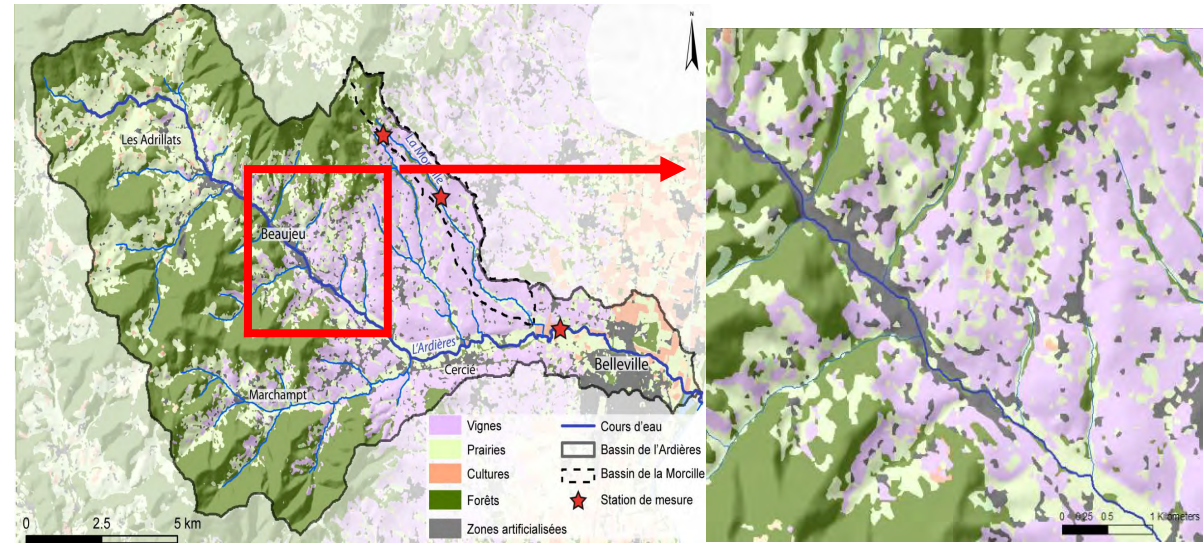 N
Les Adrillats
La Morcille
Beaujeu
L'Ardières
Cercié
Belleville
Marchampt
Vignes
Prairies
Cultures
Forêts
Zones artificialisées
Cours d'eau
Bassin de l'Ardières
Bassin de la Morcille
Station de mesure
0 2.5 5 km
0 0.25 0.5 1 Kilometers